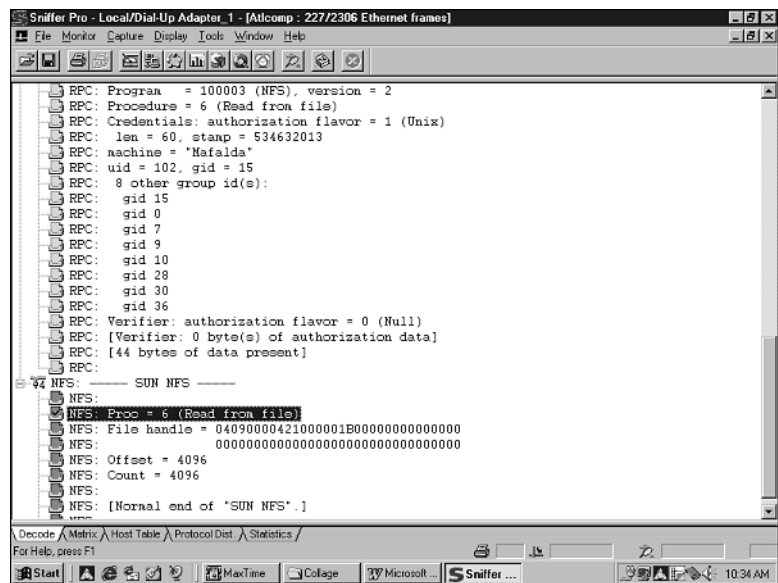 Sniffer Pro - Local/Dial-Up Adapter_1 - [Atlcomp : 227/2306 Ethernet frames]
File Monitor Capture Display Tools Window Help
RPC: Program = 100003 (NFS), version = 2
RPC: Procedure = 6 (Read from file)
RPC: Credentials: authorization flavor = 1 (Unix)
RPC: len = 60, stamp = 534632013
RPC: machine = "Mafalda"
RPC: uid = 102, gid = 15
RPC: 8 other group id(s):
RPC: gid 15
RPC: gid 0
RPC: gid 7
RPC: gid 9
RPC: gid 10
RPC: gid 28
RPC: gid 30
RPC: gid 36
RPC: Verifier: authorization flavor = 0 (Null)
RPC: [Verifier: 0 byte(s) of authorization data]
RPC: [44 bytes of data present]
RPC:
NFS: ----- SUN NFS -----
NFS:
NFS: Proc = 6 (Read from file)
NFS: File handle = 04090000421000001B00000000000000
NFS: 00000000000000000000000000000000
NFS: Offset = 4096
NFS: Count = 4096
NFS:
NFS: [Normal end of "SUN NFS".]
Decode Matrix Host Table Protocol Dist. Statistics
For Help, press F1
Start MaxTime Collage Microsoft ... Sniffer ... 10:34 AM